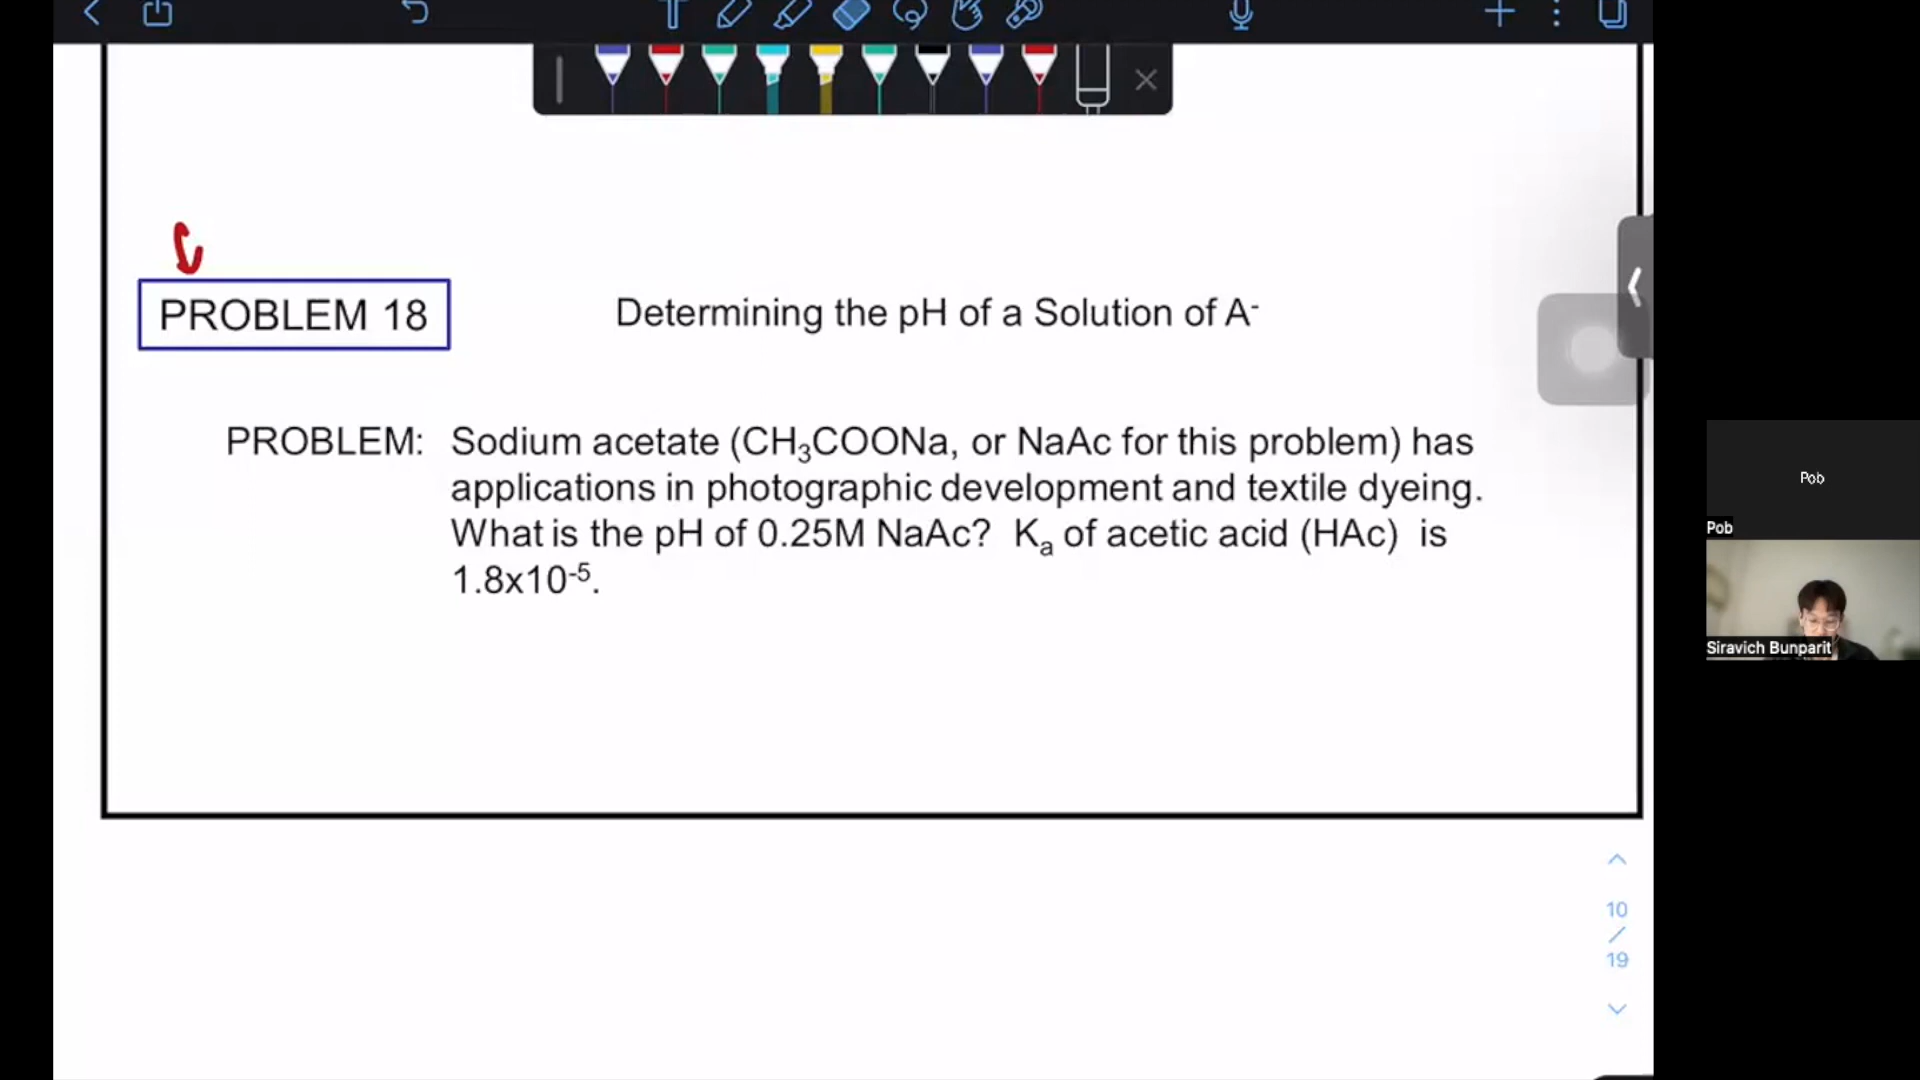 PROBLEM 18
Determining the pH of a Solution of A⁻
PROBLEM: Sodium acetate (CH₃COONa, or NaAc for this problem) has
applications in photographic development and textile dyeing.
What is the pH of 0.25M NaAc? Kₐ of acetic acid (HAc) is
1.8x10⁻⁵.
Pob
Pob
Siravich Bunparit
10
/
19